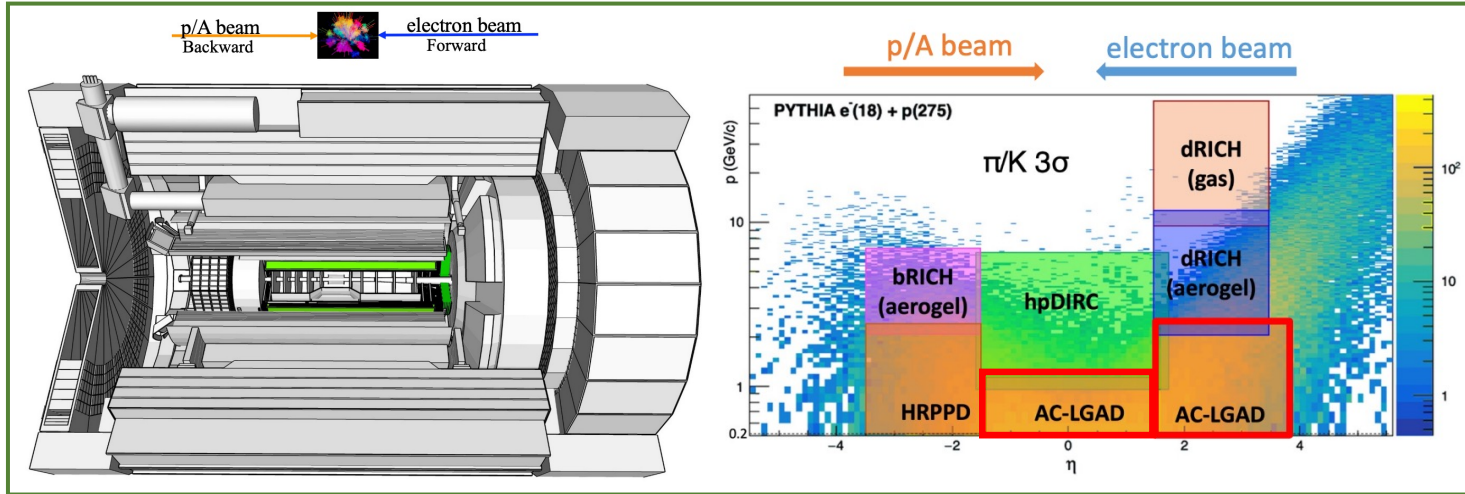 p/A beam
Backward
electron beam
Forward
p/A beam
electron beam
PYTHIA e⁻(18) + p(275)
π/K 3σ
dRICH
(gas)
dRICH
(aerogel)
bRICH
(aerogel)
hpDIRC
HRPPD
AC-LGAD
AC-LGAD
p (GeV/c)
10
1
0.2
−4
−2
0
2
4
η
10²
10
1